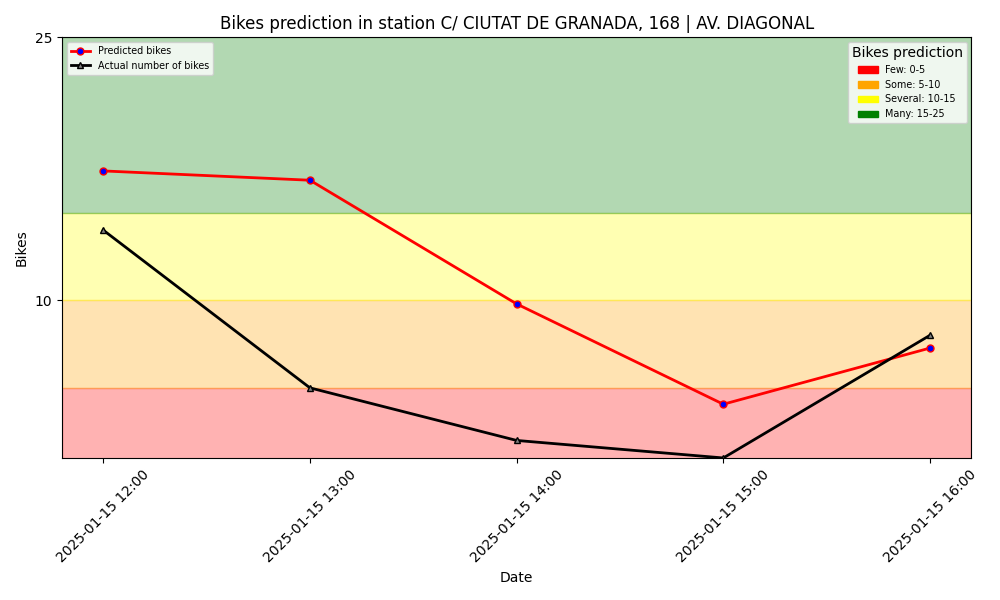 Bikes prediction in station C/ CIUTAT DE GRANADA, 168 | AV. DIAGONAL
25
Predicted bikes
Actual number of bikes
Bikes prediction
Few: 0-5
Some: 5-10
Several: 10-15
Many: 15-25
Bikes
10
2025-01-15 12:00
2025-01-15 13:00
2025-01-15 14:00
2025-01-15 15:00
2025-01-15 16:00
Date